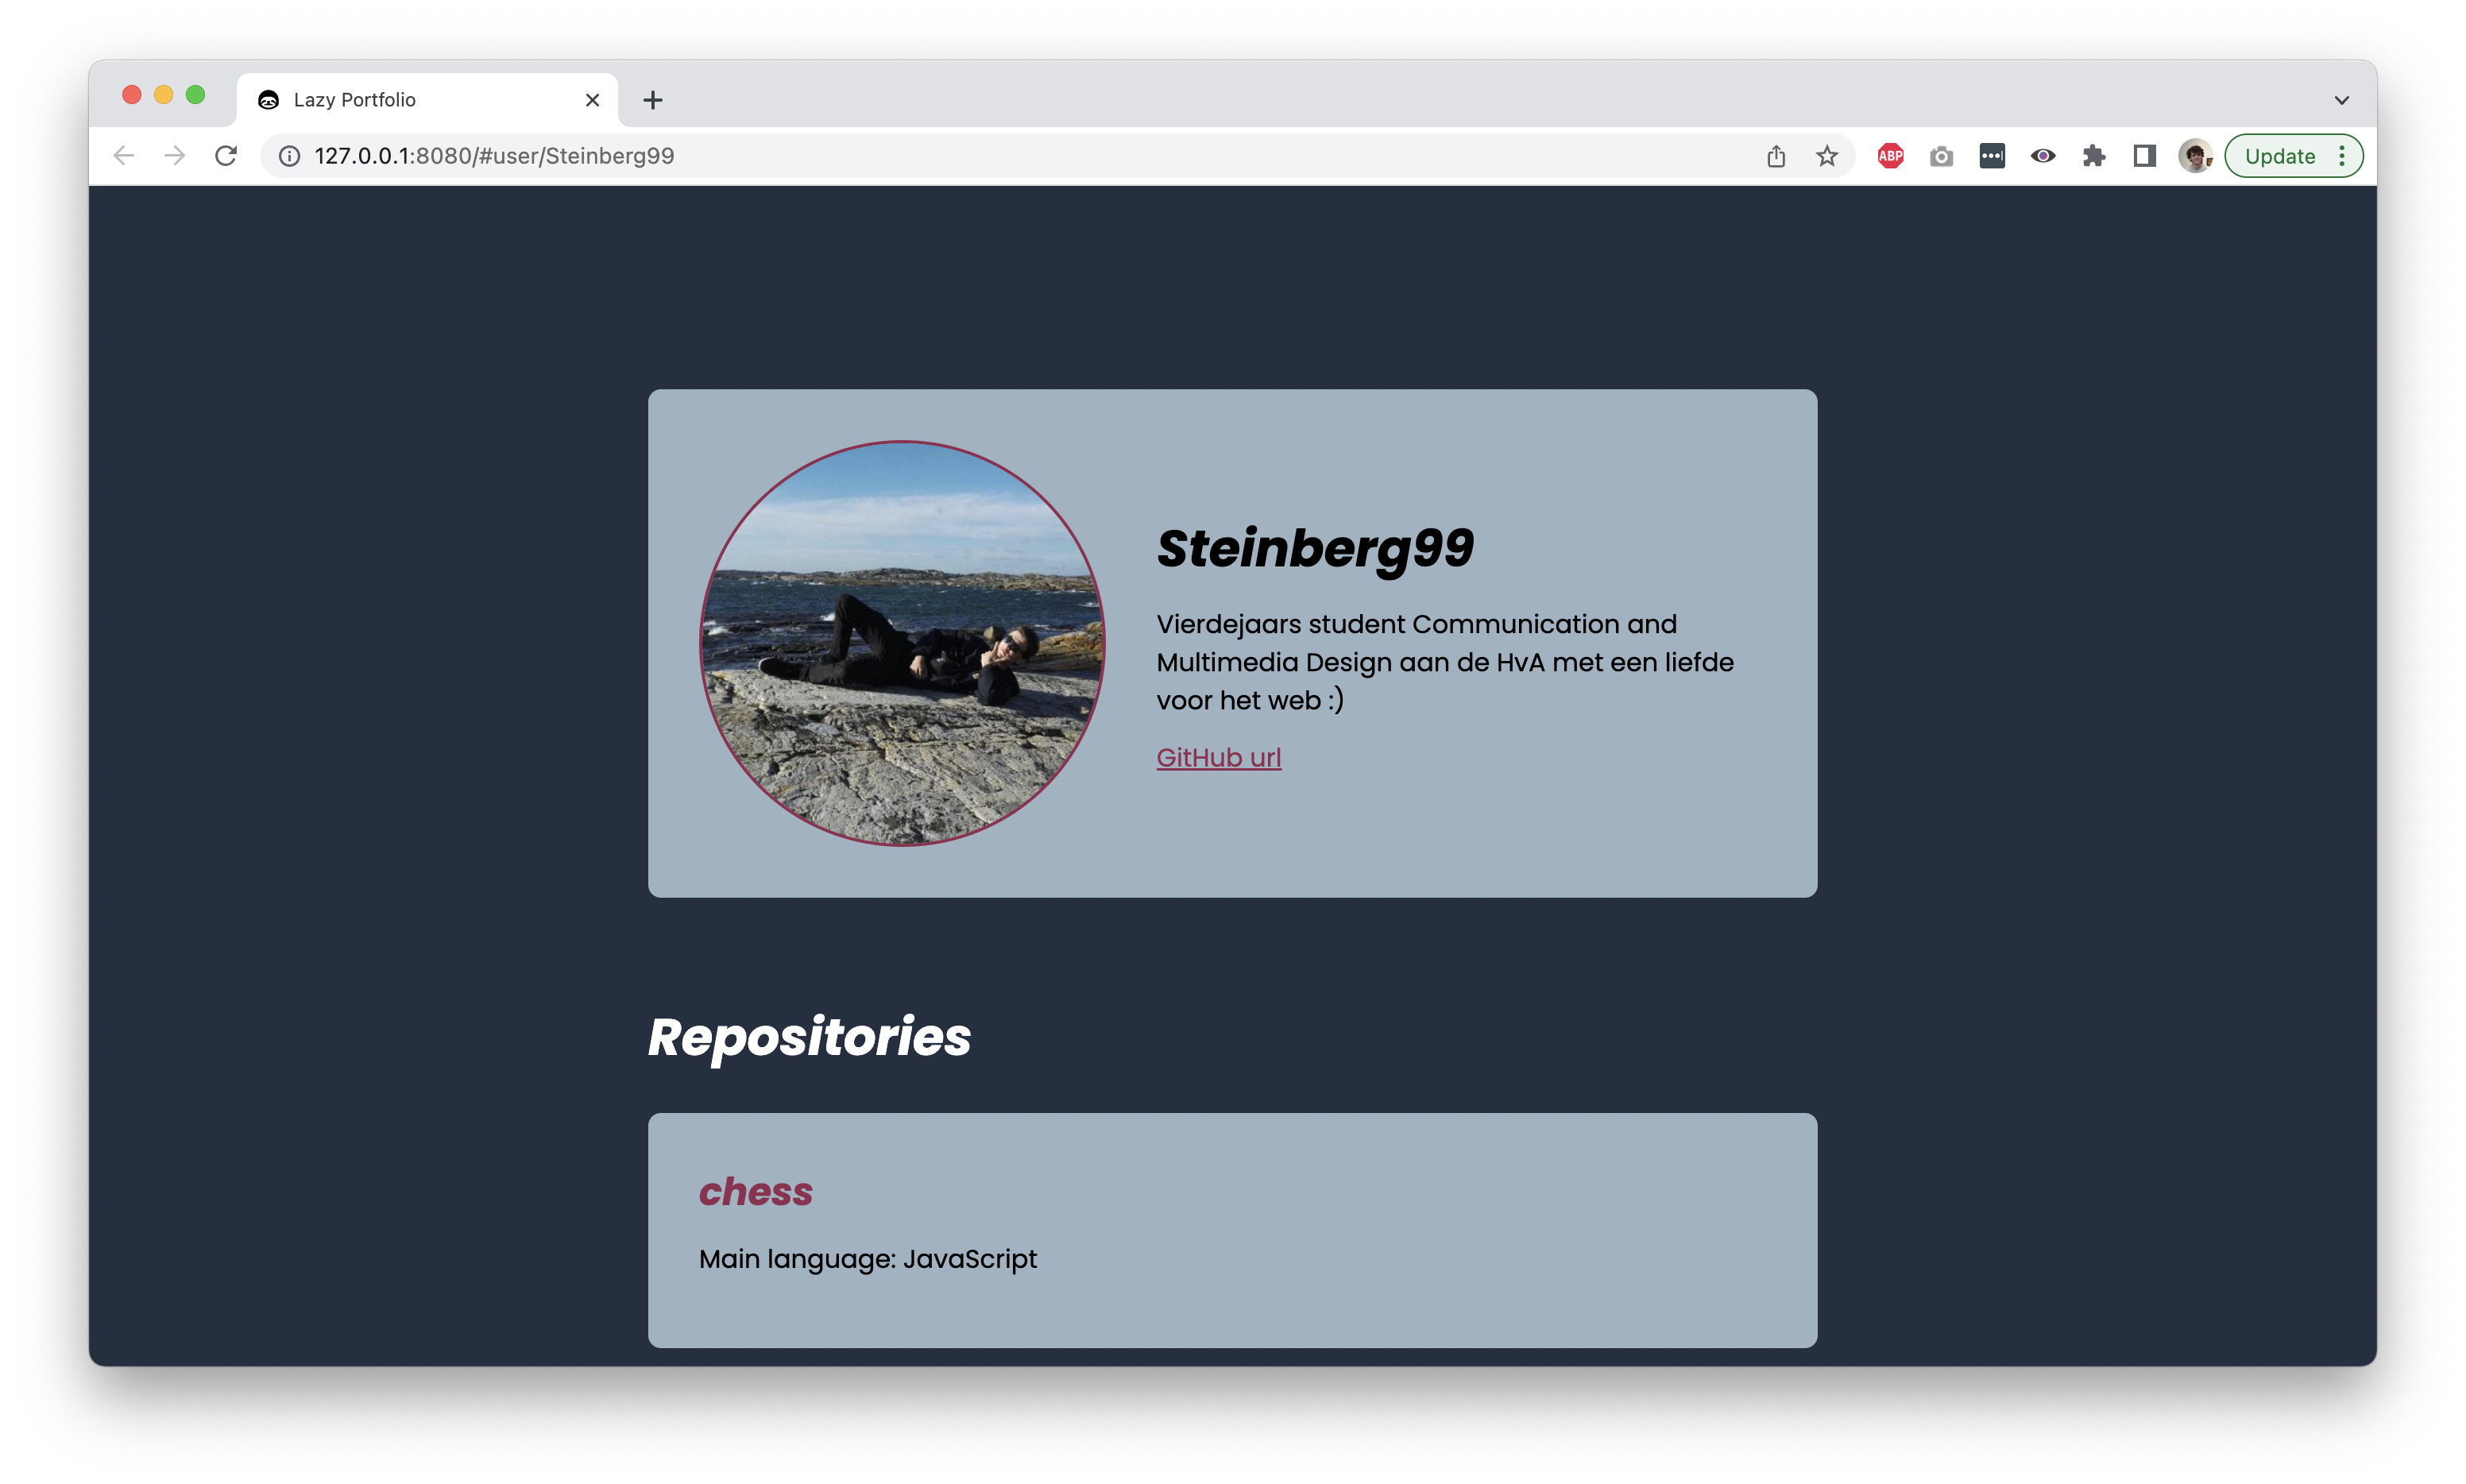 Lazy Portfolio
127.0.0.1:8080/#user/Steinberg99
ABP
Update
Steinberg99
Vierdejaars student Communication and
Multimedia Design aan de HvA met een liefde
voor het web :)
GitHub url
Repositories
chess
Main language: JavaScript